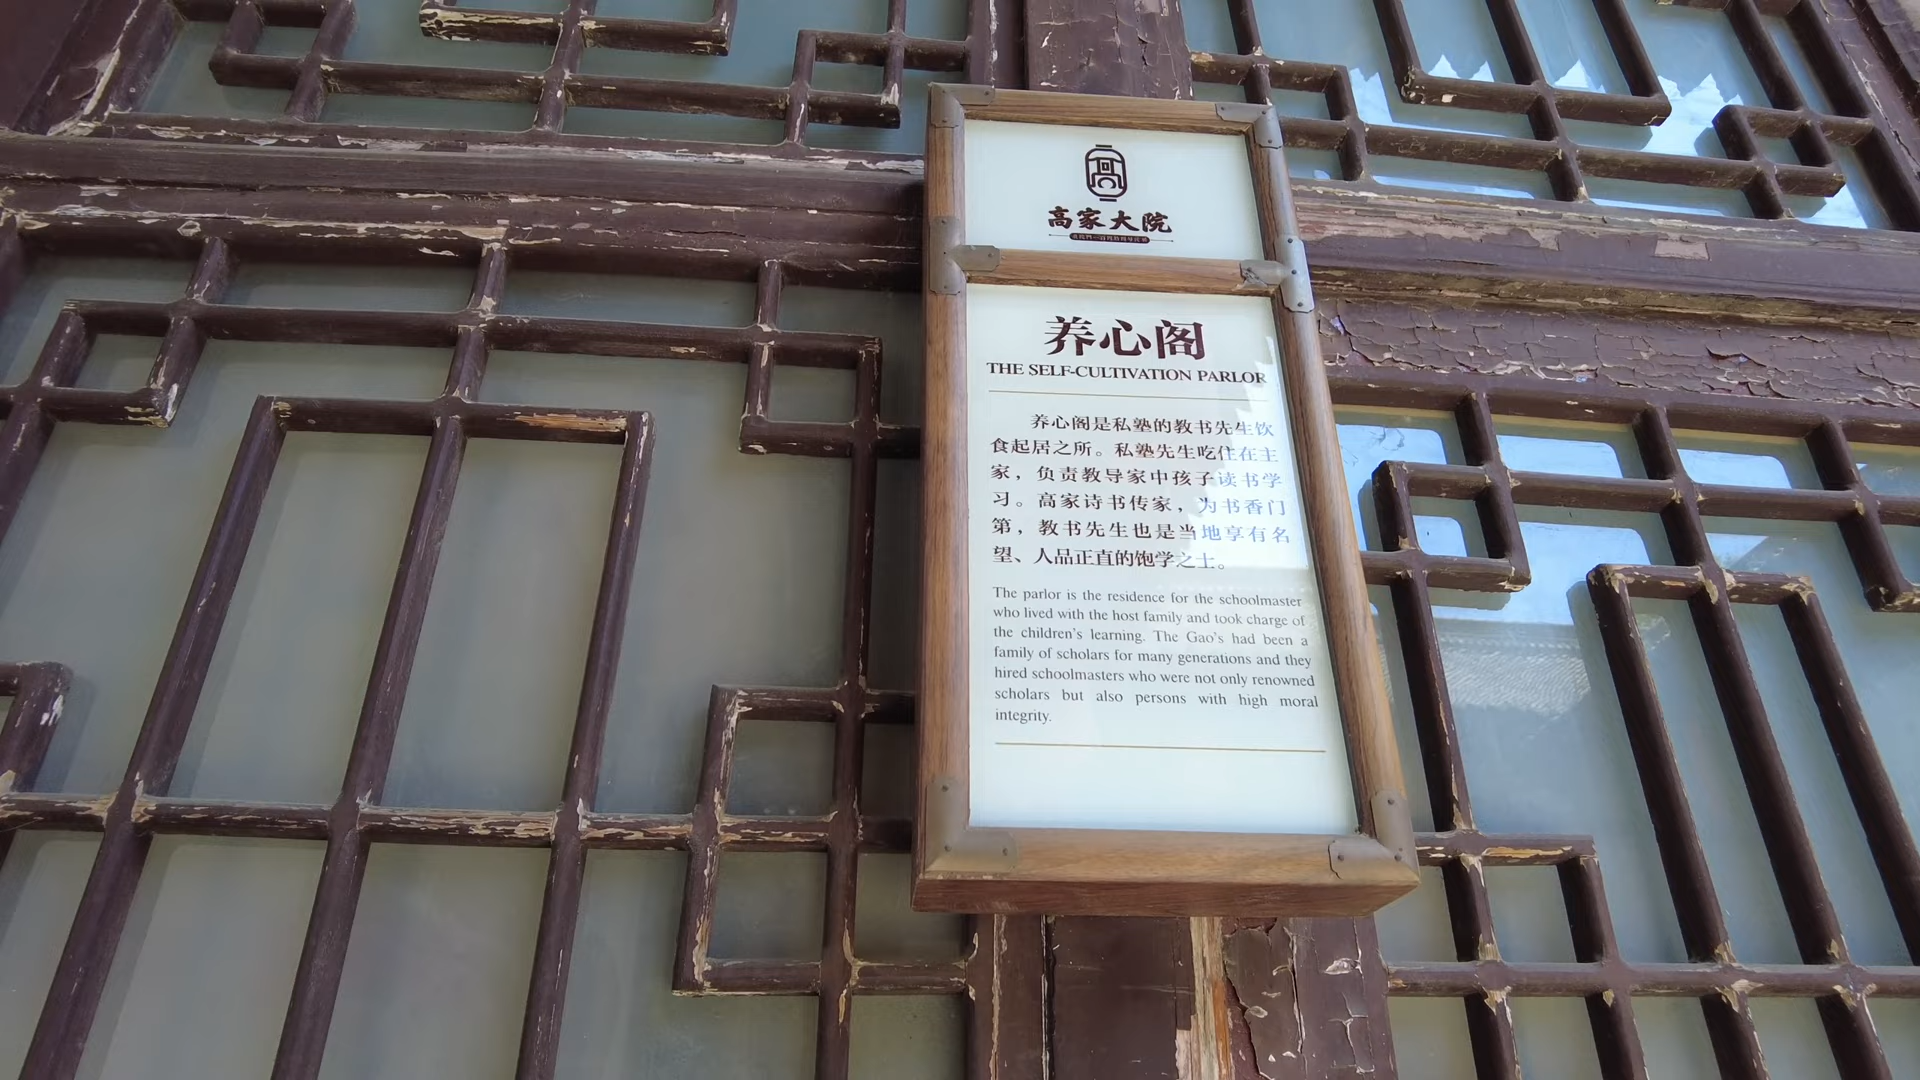 高家大院
养心阁
THE SELF-CULTIVATION PARLOR
养心阁是私塾的教书先生饮
食起居之所。私塾先生吃住在主
家，负责教导家中孩子读书学
习。高家诗书传家，为书香门
第，教书先生也是当地享有名
望、人品正直的饱学之士。
The parlor is the residence for the schoolmaster
who lived with the host family and took charge of
the children's learning. The Gao's had been a
family of scholars for many generations and they
hired schoolmasters who were not only renowned
scholars but also persons with high moral
integrity.